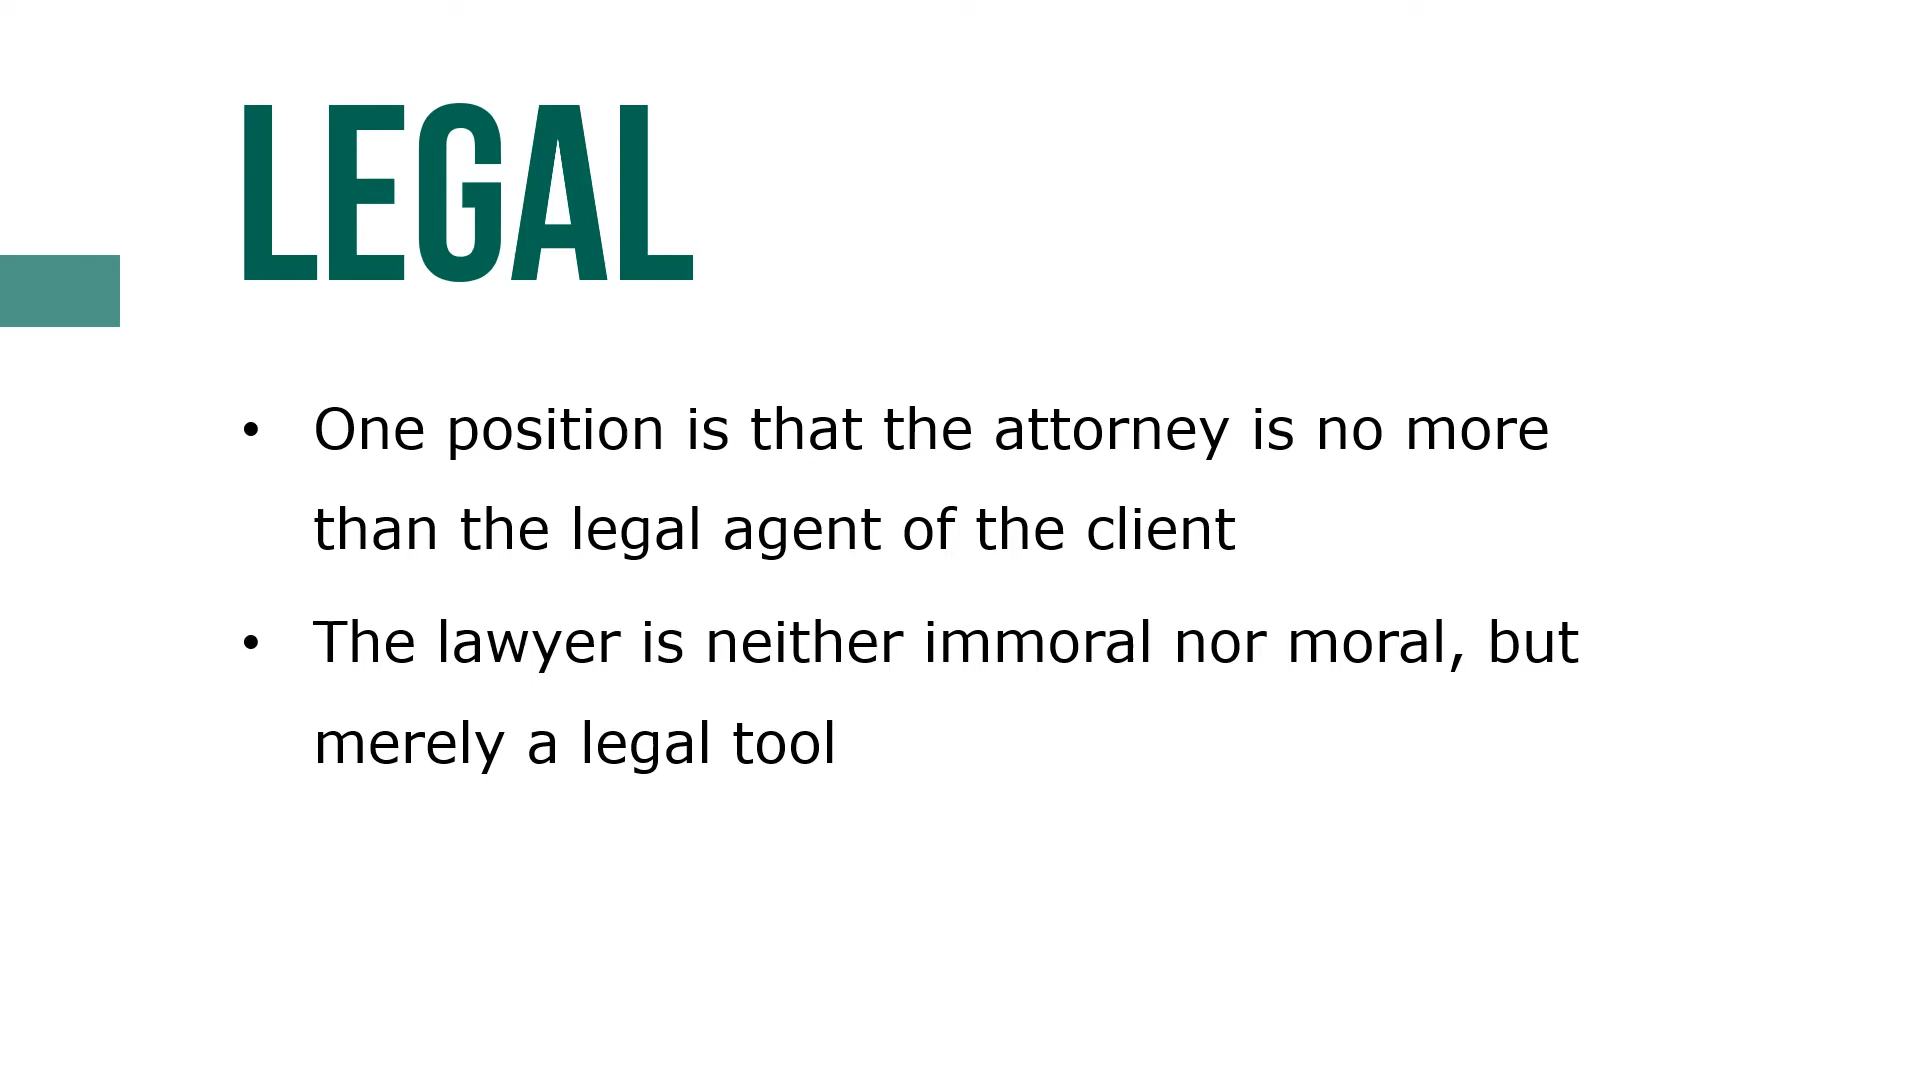 LEGAL
• One position is that the attorney is no more
than the legal agent of the client
• The lawyer is neither immoral nor moral, but
merely a legal tool